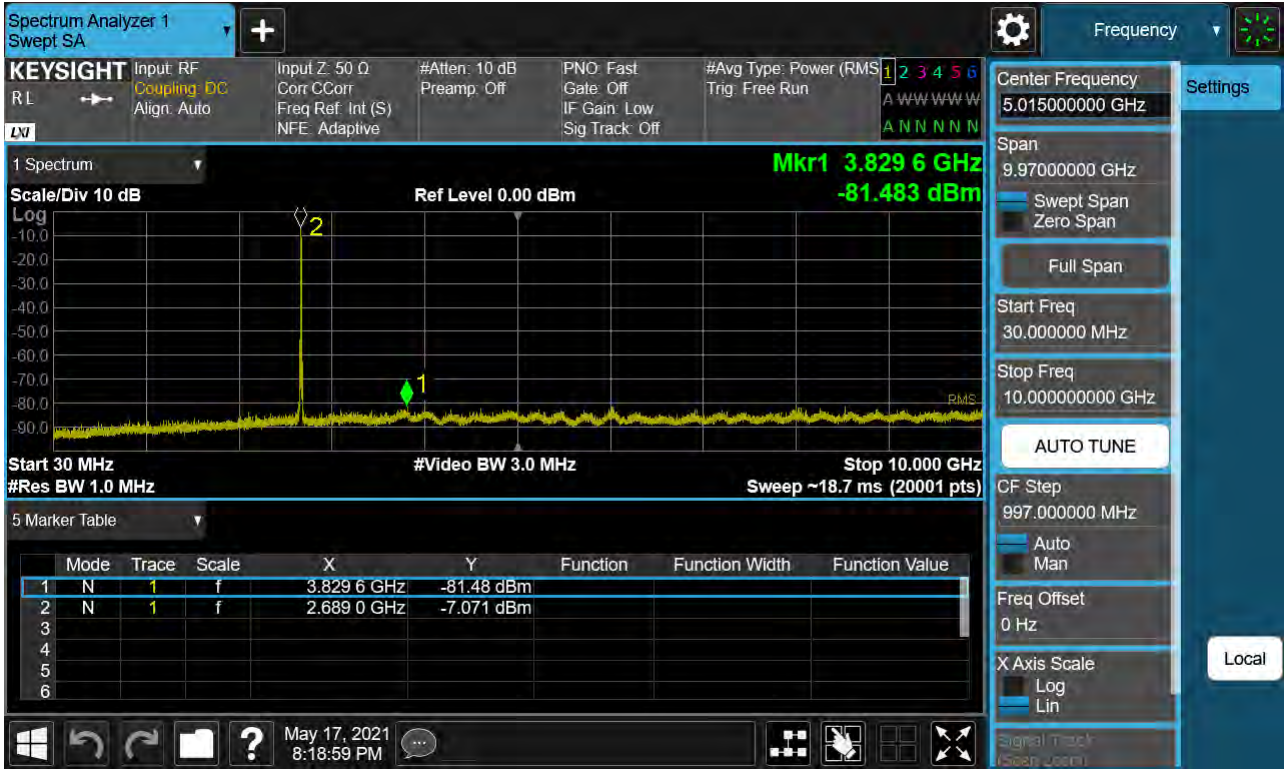 Spectrum Analyzer 1
Swept SA
Frequency
KEYSIGHT
RL
LXI
Input: RF
Coupling: DC
Align: Auto
Input Z: 50 Ω
Corr CCorr
Freq Ref: Int (S)
NFE: Adaptive
#Atten: 10 dB
Preamp: Off
PNO: Fast
Gate: Off
IF Gain: Low
Sig Track: Off
#Avg Type: Power (RMS
Trig: Free Run
1 2 3 4 5 6
A W W W W W
A N N N N N
1 Spectrum
Mkr1 3.829 6 GHz
-81.483 dBm
Scale/Div 10 dB
Ref Level 0.00 dBm
Log
-10.0
-20.0
-30.0
-40.0
-50.0
-60.0
-70.0
-80.0
-90.0
2
1
RMS
Start 30 MHz
#Video BW 3.0 MHz
Stop 10.000 GHz
#Res BW 1.0 MHz
Sweep ~18.7 ms (20001 pts)
5 Marker Table
Mode Trace Scale X Y Function Function Width Function Value
1 N 1 f 3.829 6 GHz -81.48 dBm
2 N 1 f 2.689 0 GHz -7.071 dBm
3
4
5
6
May 17, 2021
8:18:59 PM
Center Frequency
5.015000000 GHz
Settings
Span
9.97000000 GHz
Swept Span
Zero Span
Full Span
Start Freq
30.000000 MHz
Stop Freq
10.000000000 GHz
AUTO TUNE
CF Step
997.000000 MHz
Auto
Man
Freq Offset
0 Hz
X Axis Scale
Log
Lin
Local
Signal Track
(Span Zoom)